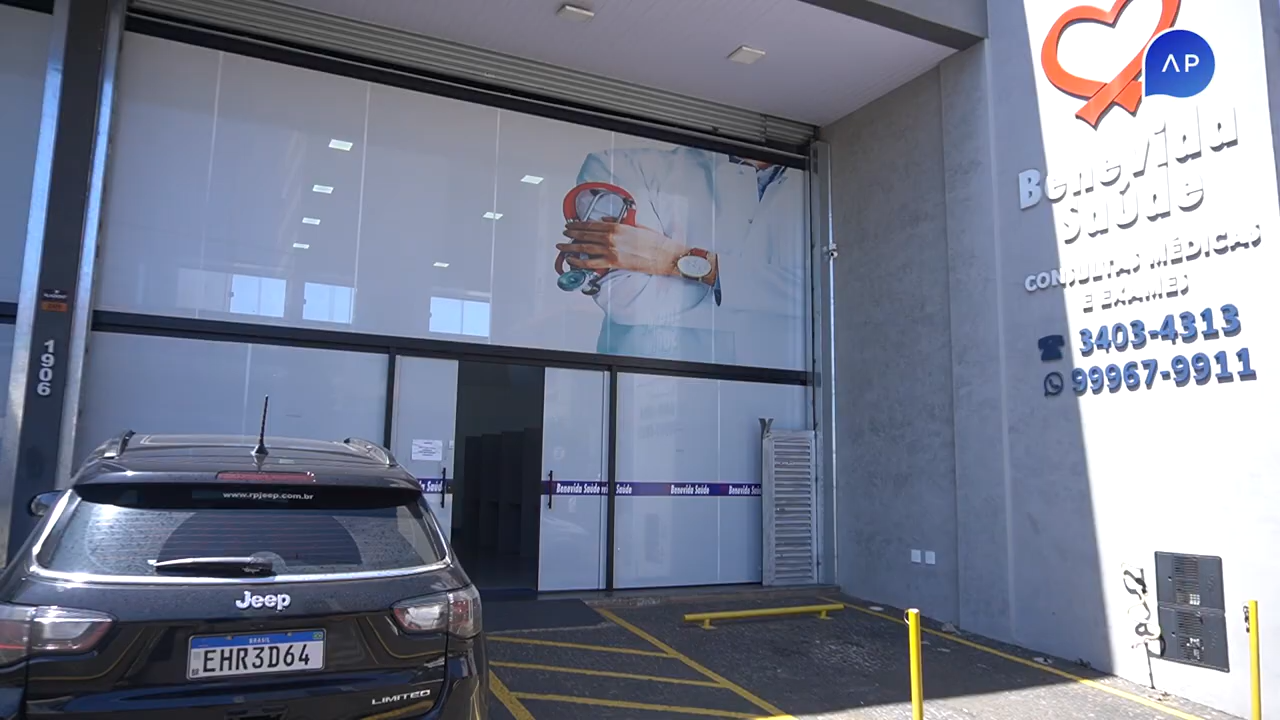 AP
BeneVida
Saúde
CONSULTAS MÉDICAS
E EXAMES
3403-4313
99967-9911
1906
Benevida Saúde
Saúde
Benevida Saúde
Benevida Saúde
www.rpjeep.com.br
Jeep
BRASIL
EHR3D64
LIMITED